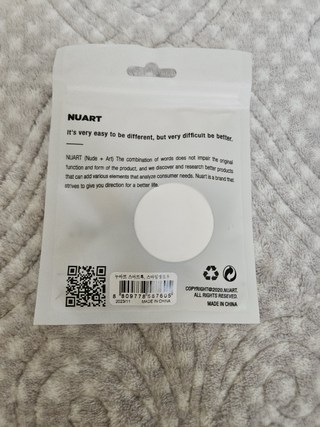 NUART
It's very easy to be different, but very difficult be better.
NUART (Nude + Art) The combination of words does not impair the original
function and form of the product, and we discover and research better products
that can add various elements that analyze consumer needs. Nuart is a brand that
strives to give you direction for a better life.
2023/11 MADE IN CHINA
COPYRIGHT@2020.NUART.
ALL RIGHTS RESEVED.
MADE IN CHINA